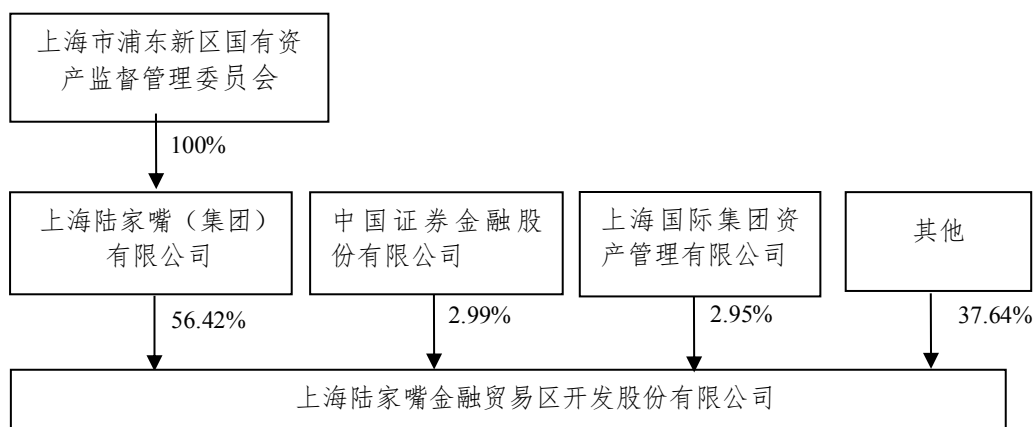 上海市浦东新区国有资
产监督管理委员会
100%
上海陆家嘴（集团）
有限公司
中国证券金融股
份有限公司
上海国际集团资
产管理有限公司
其他
56.42%
2.99%
2.95%
37.64%
上海陆家嘴金融贸易区开发股份有限公司